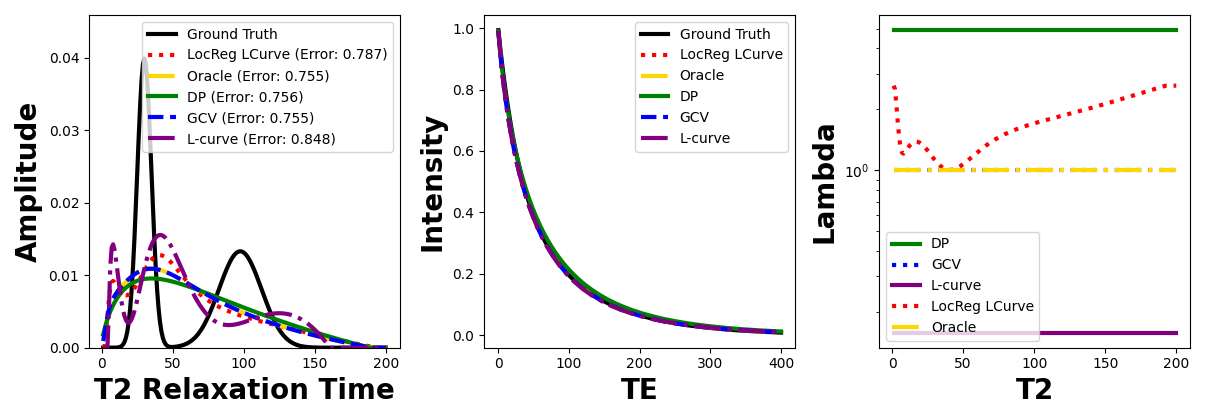 Amplitude
0.04
0.03
0.02
0.01
0.00
0
50
100
150
200
T2 Relaxation Time
Ground Truth
LocReg LCurve (Error: 0.787)
Oracle (Error: 0.755)
DP (Error: 0.756)
GCV (Error: 0.755)
L-curve (Error: 0.848)
Intensity
1.0
0.8
0.6
0.4
0.2
0.0
0
100
200
300
400
TE
Ground Truth
LocReg LCurve
Oracle
DP
GCV
L-curve
Lambda
10⁰
0
50
100
150
200
T2
DP
GCV
L-curve
LocReg LCurve
Oracle